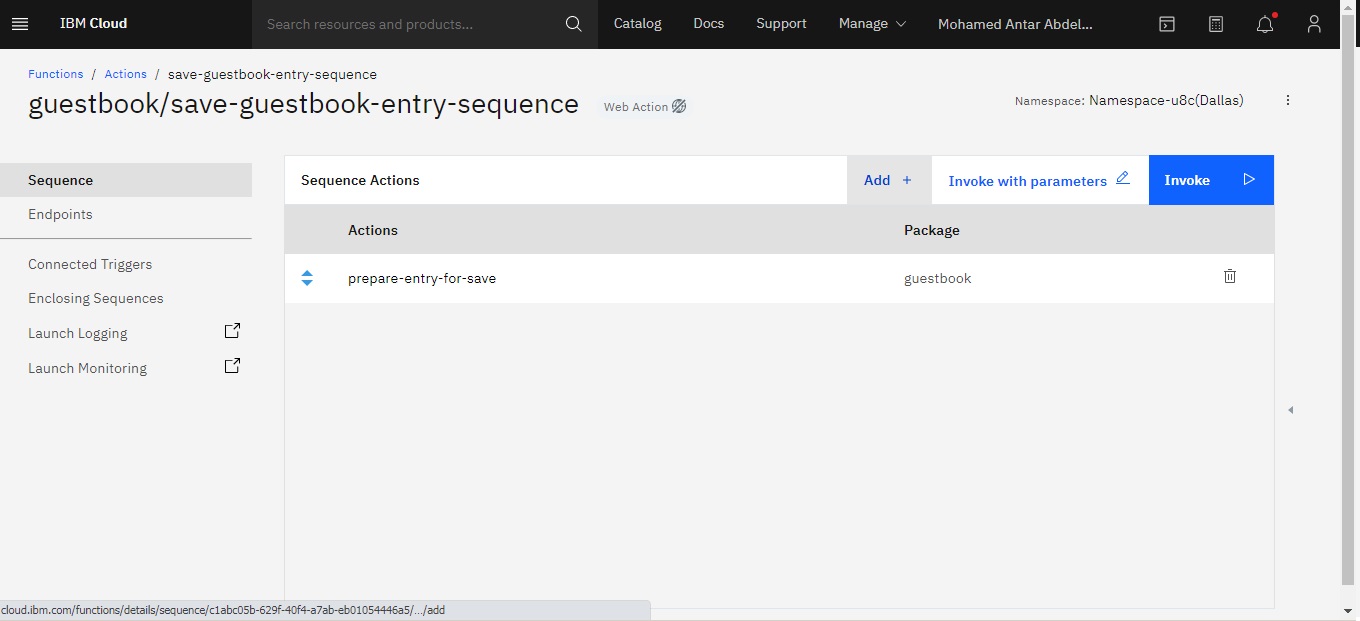 IBM Cloud Search resources and products... Catalog Docs Support Manage Mohamed Antar Abdel...
Functions / Actions / save-guestbook-entry-sequence
guestbook/save-guestbook-entry-sequence Web Action Namespace: Namespace-u8c(Dallas)
Sequence
Endpoints
Connected Triggers
Enclosing Sequences
Launch Logging
Launch Monitoring
Sequence Actions Add + Invoke with parameters Invoke
Actions Package
prepare-entry-for-save guestbook
cloud.ibm.com/functions/details/sequence/c1abc05b-629f-40f4-a7ab-eb01054446a5/.../add